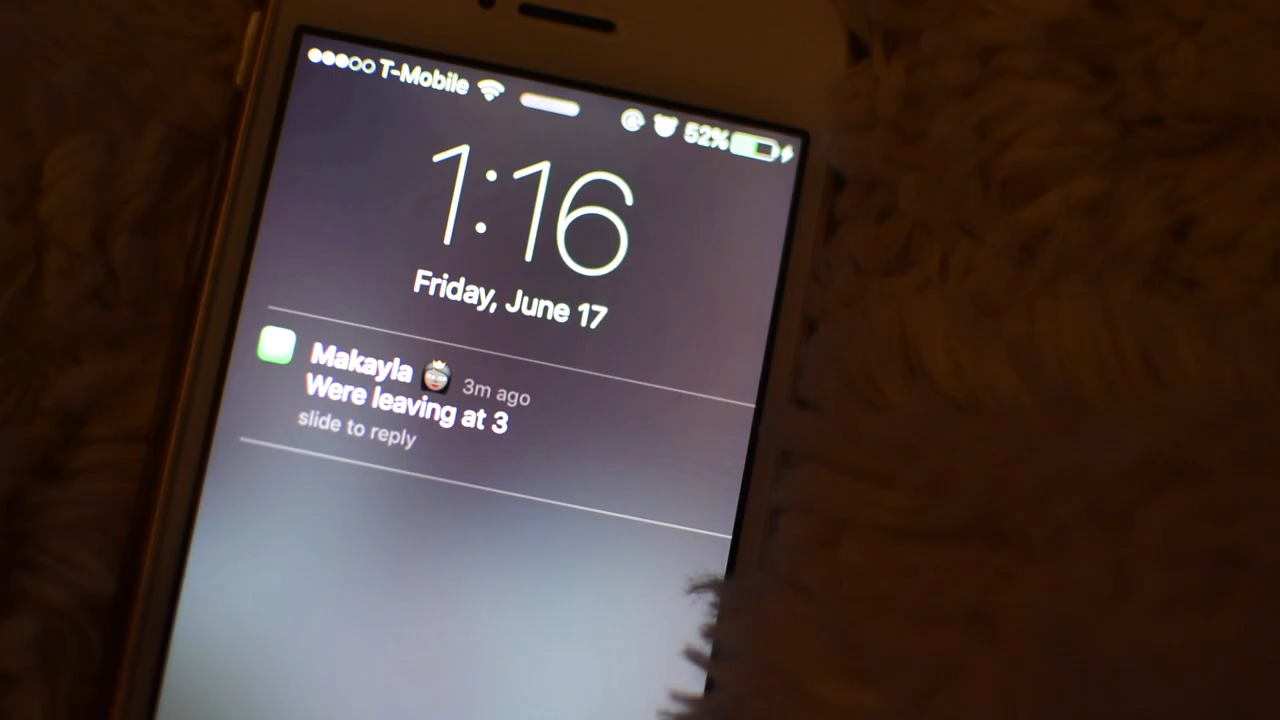 T-Mobile 52%
1:16
Friday, June 17
Makayla 3m ago
Were leaving at 3
slide to reply